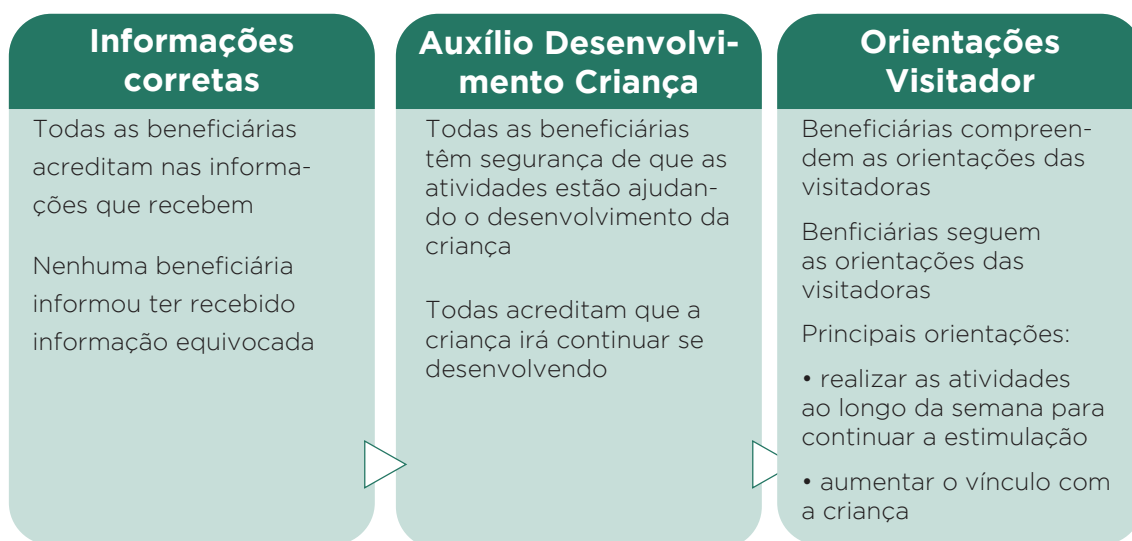 Informações
corretas
Todas as beneficiárias
acreditam nas informa-
ções que recebem
Nenhuma beneficiária
informou ter recebido
informação equivocada
Auxílio Desenvolvi-
mento Criança
Todas as beneficiárias
têm segurança de que as
atividades estão ajudan-
do o desenvolvimento da
criança
Todas acreditam que a
criança irá continuar se
desenvolvendo
Orientações
Visitador
Beneficiárias compreen-
dem as orientações das
visitadoras
Benficiárias seguem
as orientações das
visitadoras
Principais orientações:
• realizar as atividades
ao longo da semana para
continuar a estimulação
• aumentar o vínculo com
a criança